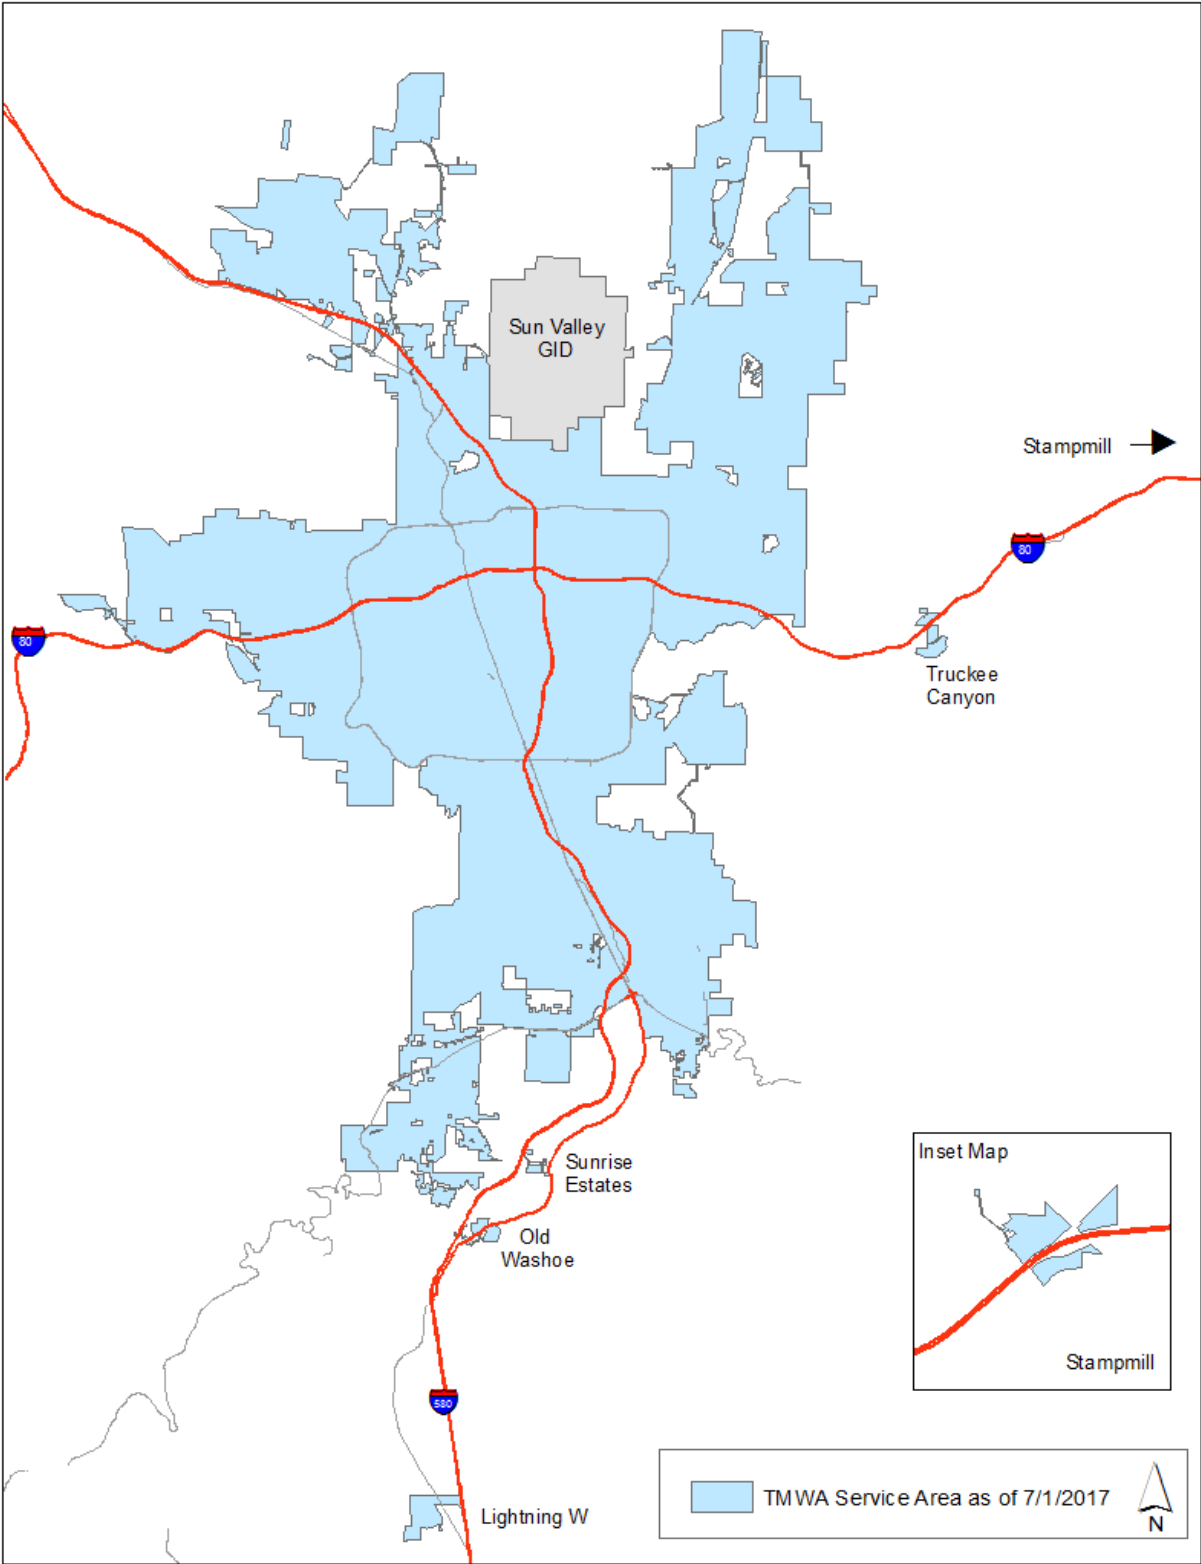 Sun Valley
GID
Stampmill
80
80
Truckee
Canyon
Sunrise
Estates
Inset Map
Old
Washoe
Stampmill
580
TMWA Service Area as of 7/1/2017
Lightning W
N